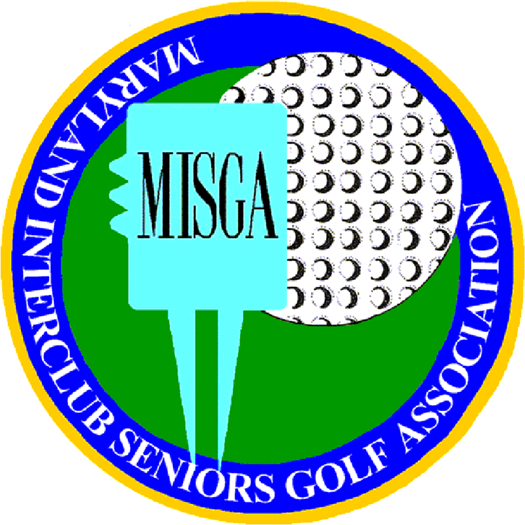 MARYLAND INTERCLUB SENIORS GOLF ASSOCIATION
MISGA